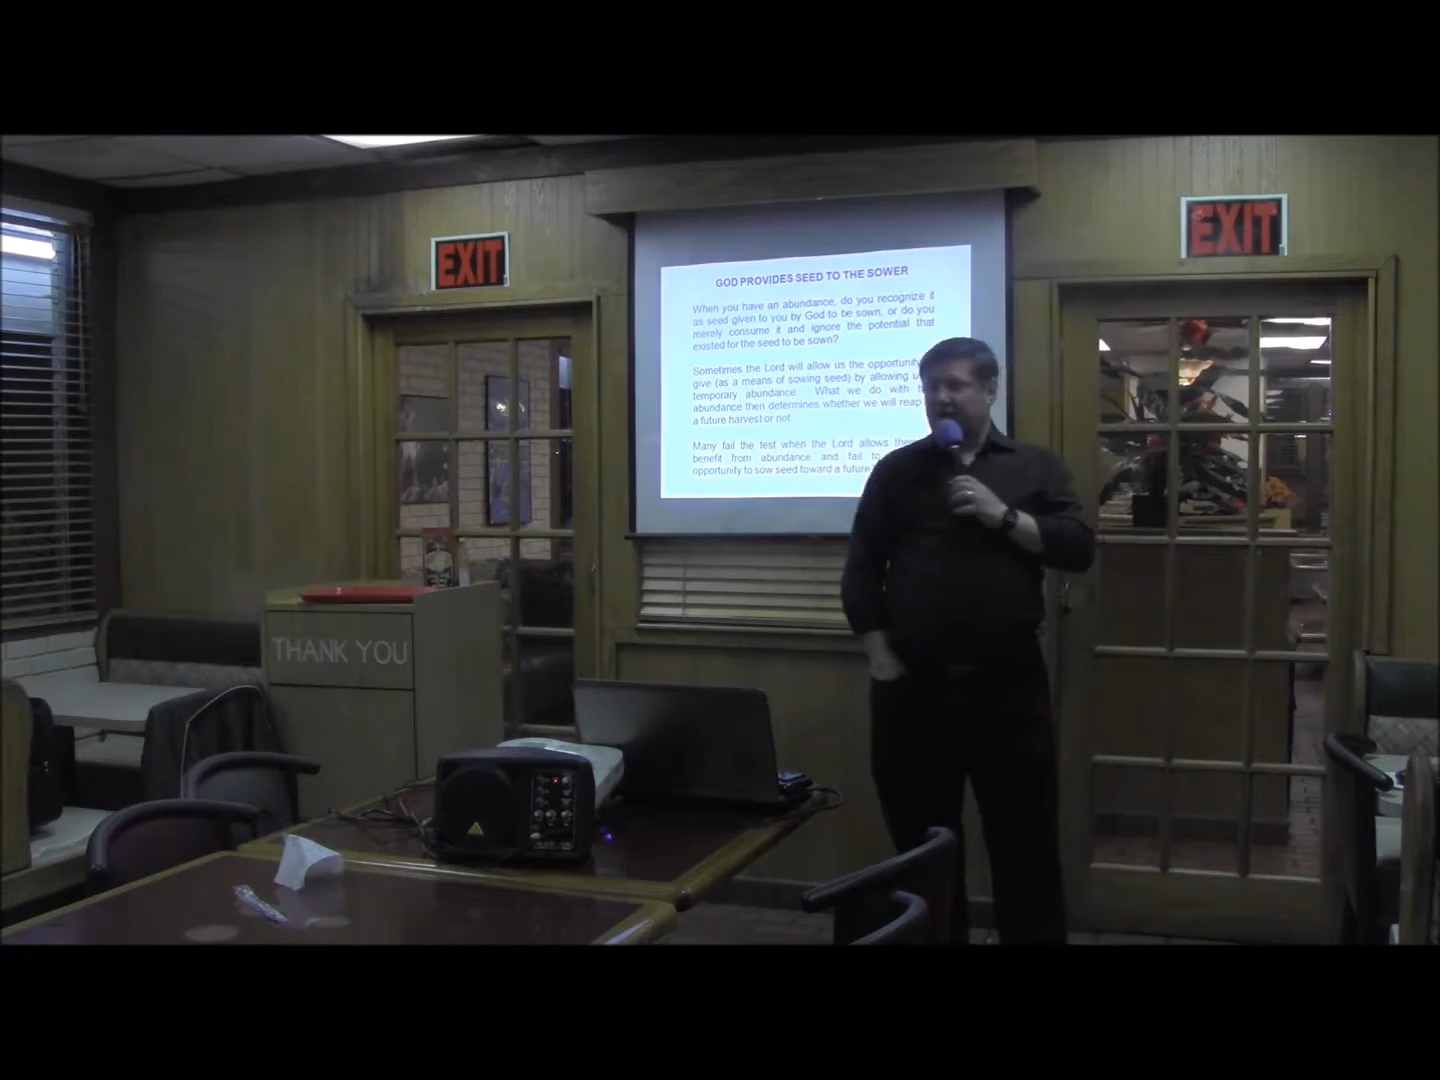 EXIT
EXIT
GOD PROVIDES SEED TO THE SOWER
When you have an abundance, do you recognize it
as seed given to you by God to be sown, or do you
merely consume it and ignore the potential that
existed for the seed to be sown?
Sometimes the Lord will allow us the opportunity
give (as a means of sowing seed) by allowing
temporary abundance. What we do with
abundance then determines whether we will reap
a future harvest or not.
Many fail the test when the Lord allows
benefit from abundance and fail to
opportunity to sow seed toward a future
THANK YOU